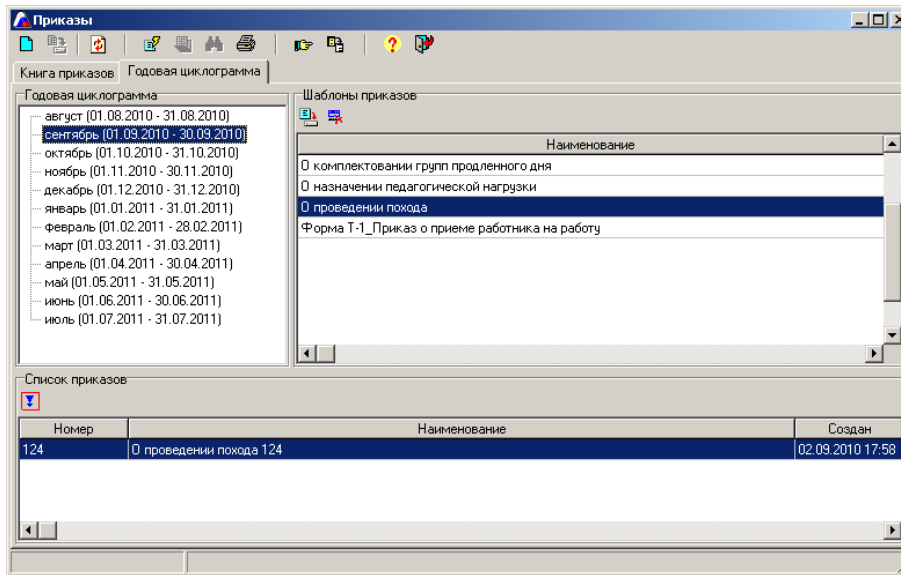 Приказы
Книга приказов
Годовая циклограмма
Годовая циклограмма
август (01.08.2010 - 31.08.2010)
сентябрь (01.09.2010 - 30.09.2010)
октябрь (01.10.2010 - 31.10.2010)
ноябрь (01.11.2010 - 30.11.2010)
декабрь (01.12.2010 - 31.12.2010)
январь (01.01.2011 - 31.01.2011)
февраль (01.02.2011 - 28.02.2011)
март (01.03.2011 - 31.03.2011)
апрель (01.04.2011 - 30.04.2011)
май (01.05.2011 - 31.05.2011)
июнь (01.06.2011 - 30.06.2011)
июль (01.07.2011 - 31.07.2011)
Шаблоны приказов
Наименование
О комплектовании групп продленного дня
О назначении педагогической нагрузки
О проведении похода
Форма Т-1_Приказ о приеме работника на работу
Список приказов
Номер Наименование Создан
124 О проведении похода 124 02.09.2010 17:58